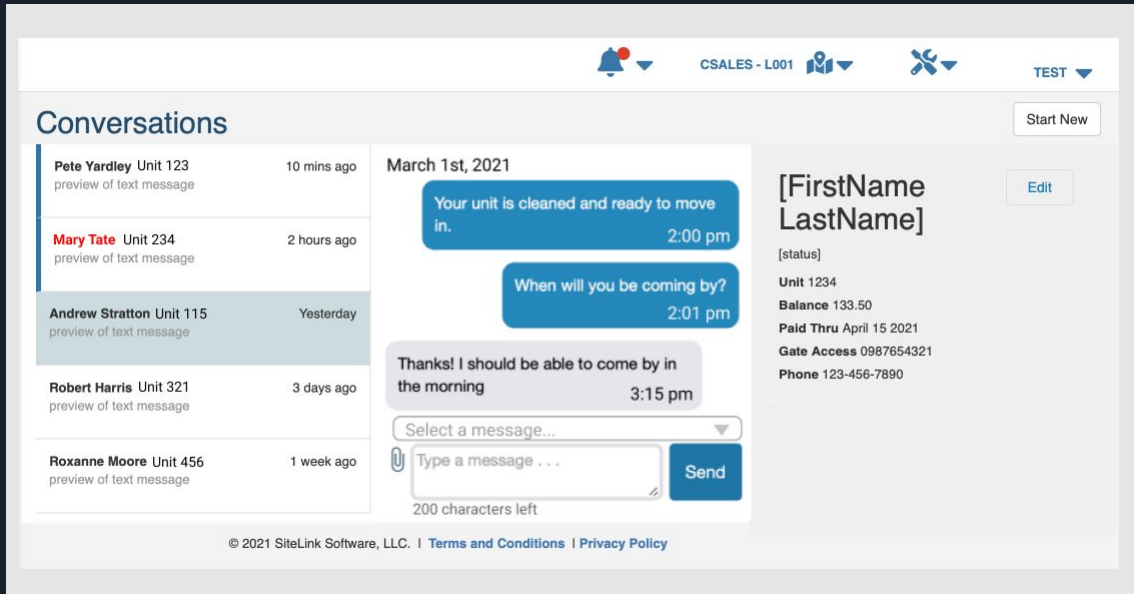 CSALES - L001
TEST
Conversations
Start New
Pete Yardley Unit 123
10 mins ago
preview of text message
Mary Tate Unit 234
2 hours ago
preview of text message
Andrew Stratton Unit 115
Yesterday
preview of text message
Robert Harris Unit 321
3 days ago
preview of text message
Roxanne Moore Unit 456
1 week ago
preview of text message
March 1st, 2021
Your unit is cleaned and ready to move
in.
2:00 pm
When will you be coming by?
2:01 pm
Thanks! I should be able to come by in
the morning
3:15 pm
Select a message...
Type a message . . .
Send
200 characters left
[FirstName
LastName]
Edit
[status]
Unit 1234
Balance 133.50
Paid Thru April 15 2021
Gate Access 0987654321
Phone 123-456-7890
© 2021 SiteLink Software, LLC. | Terms and Conditions | Privacy Policy